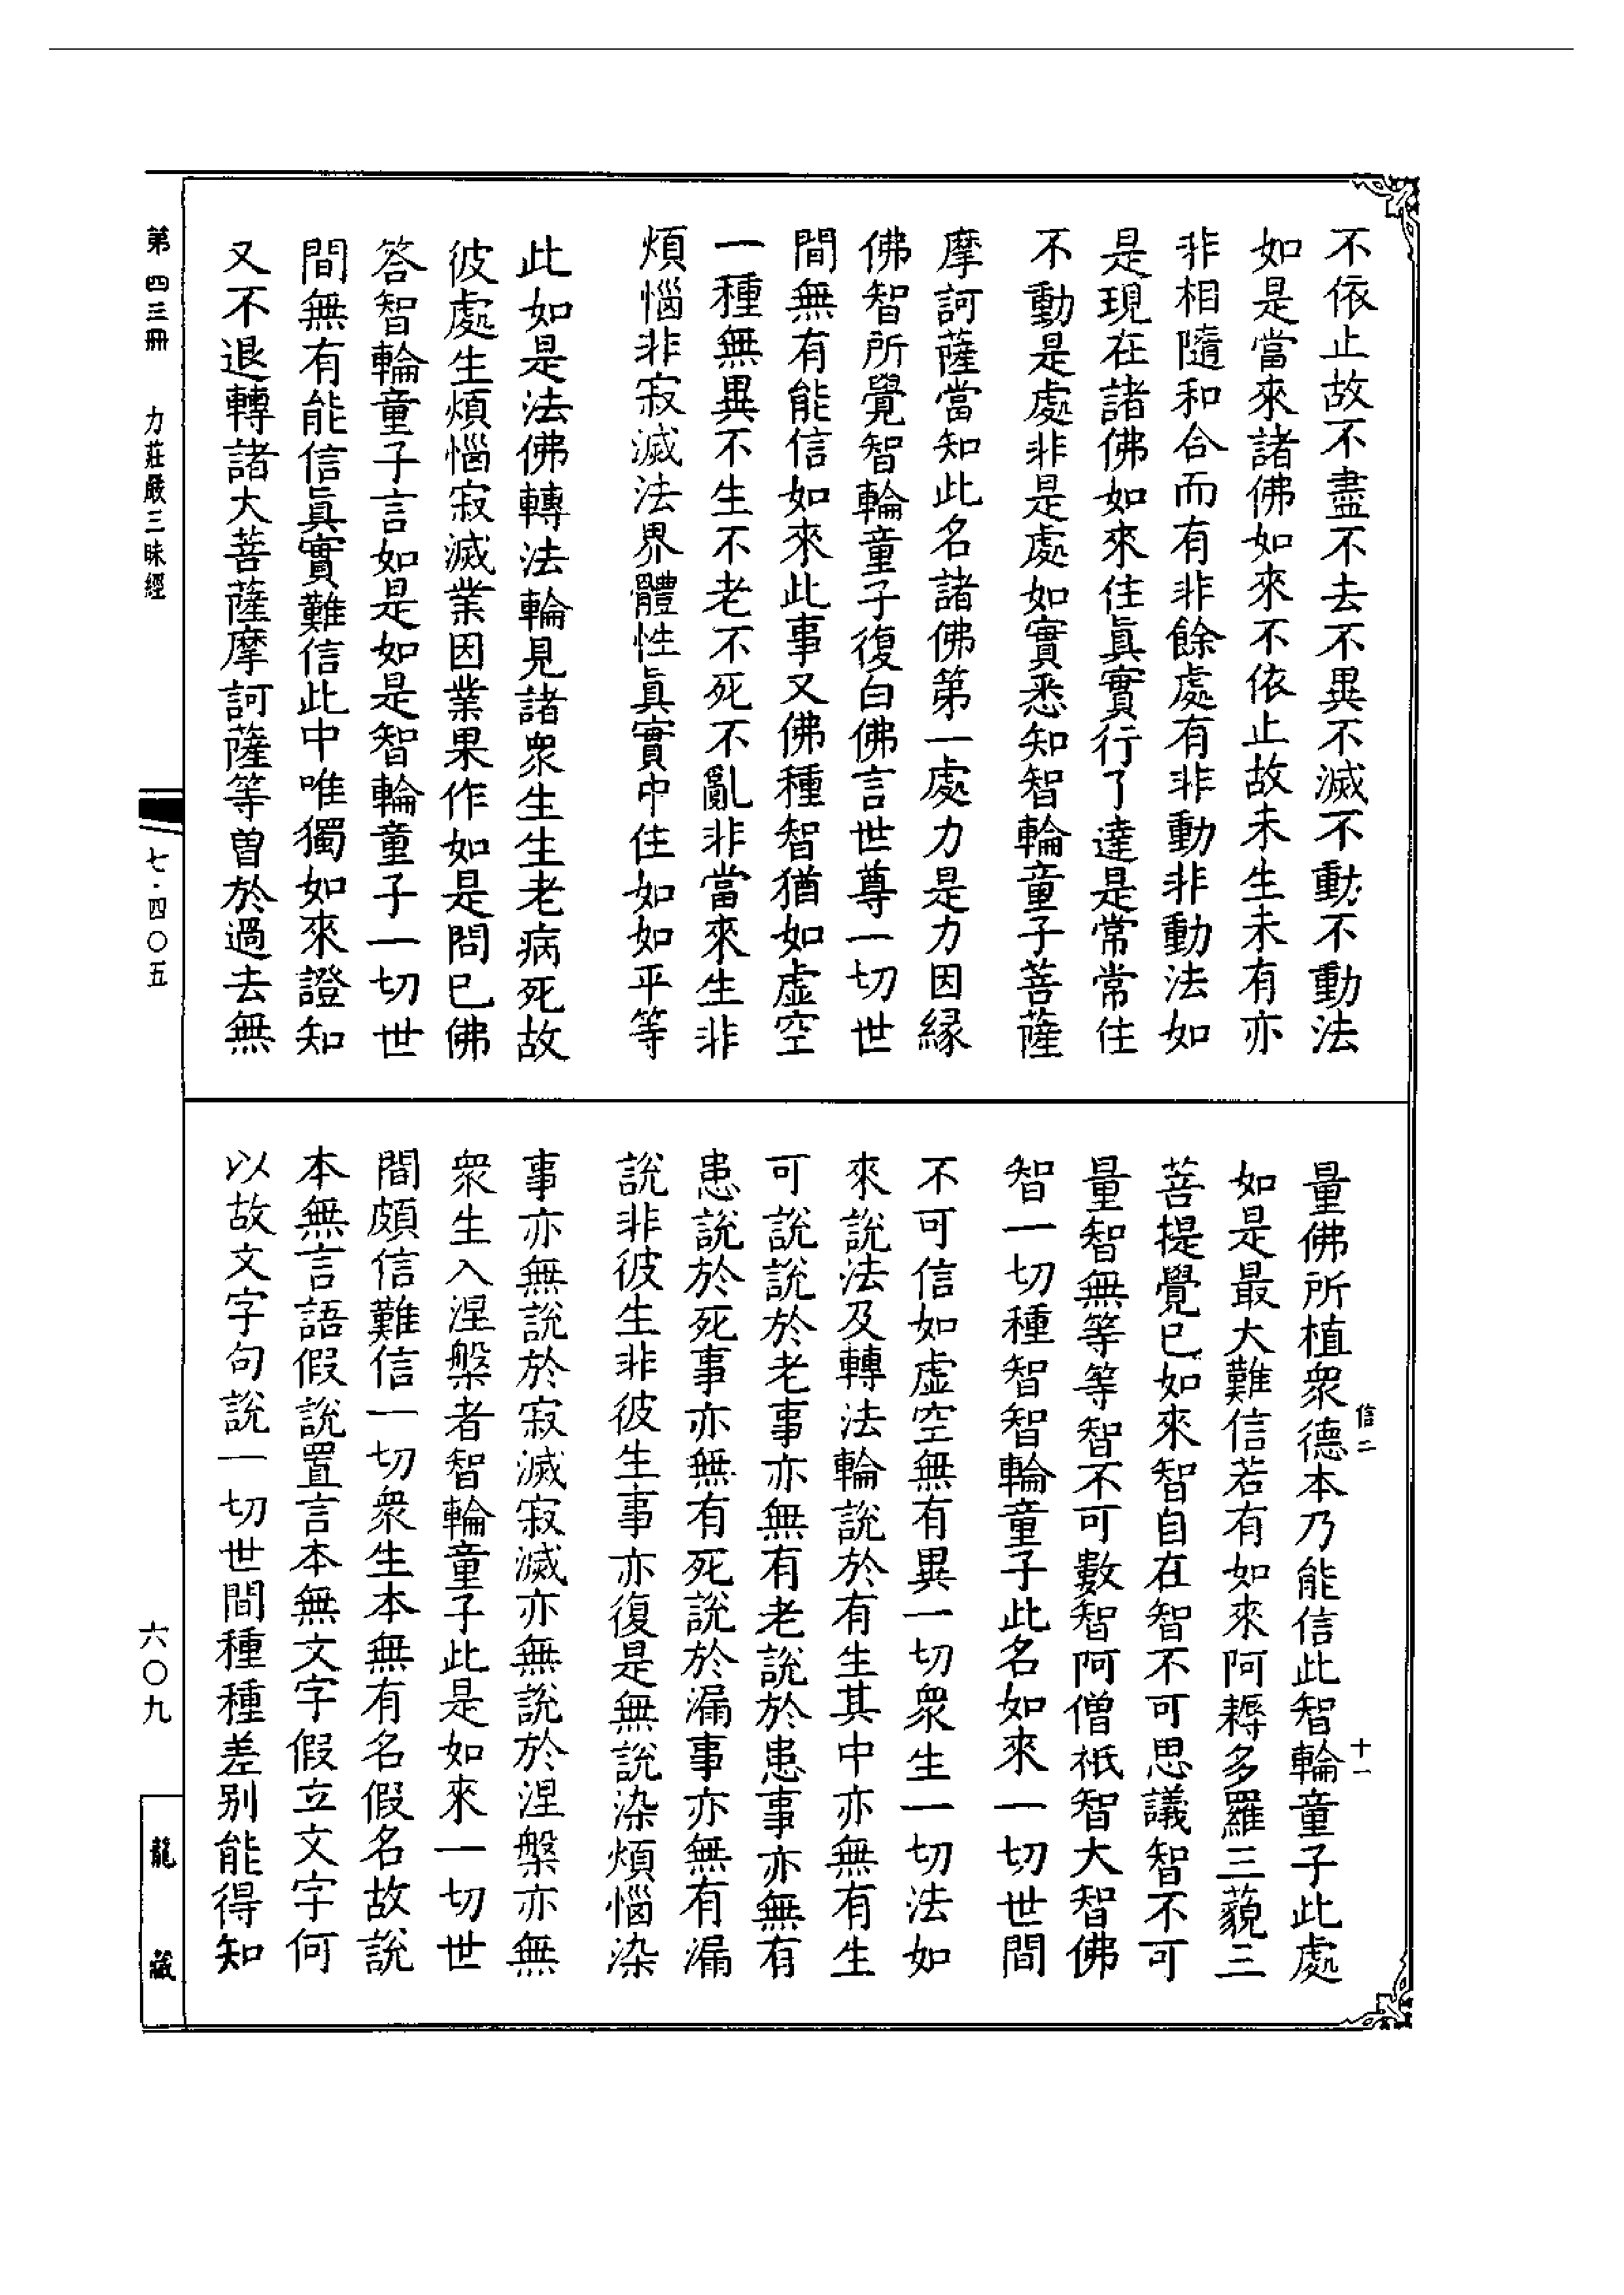 不依止故不盡不去不異不滅不動不動法
如是當來諸佛如來不依止故未生未有亦
非相隨和合而有非餘處有非動非動法如
是現在諸佛如來住眞實行了達是常常住
不動是處非是處如實悉知智輪童子菩薩
摩訶薩當知此名諸佛第一處力是力因緣
佛智所覺智輪童子復白佛言世尊一切世
間無有能信如來此事又佛種智猶如虛空
一種無異不生不老不死不亂非當來生非
煩惱非寂滅法界體性眞實中住如如平等
此如是法佛轉法輪見諸衆生生老病死故
彼處生煩惱寂滅業因業果作如是問已佛
答智輪童子言如是如是智輪童子一切世
間無有能信眞實難信此中唯獨如來證知
又不退轉諸大菩薩摩訶薩等曽於過去無
量佛所植衆德本乃能信此智輪童子此處
如是最大難信若有如來阿耨多羅三藐三
菩提覺已如來智自在智不可思議智不可
量智無等等智不可數智阿僧祇智大智佛
智一切種智智輪童子此名如來一切世間
不可信如虛空無有異一切衆生一切法如
來說法及轉法輪說於有生其中亦無有生
可說說於老事亦無有老說於患事亦無有
患說於死事亦無有死說於漏事亦無有漏
說非彼生非彼生事亦復是無說染煩惱染
事亦無說於寂滅寂滅亦無說於涅槃亦無
衆生入涅槃者智輪童子此是如來一切世
間頗信難信一切衆生本無有名假名故說
本無言語假說置言本無文字假立文字何
以故文字句說一切世間種種差别能得知
信二
十一
第四三冊
力莊嚴三昧經
七·四〇五
六〇九
龍藏